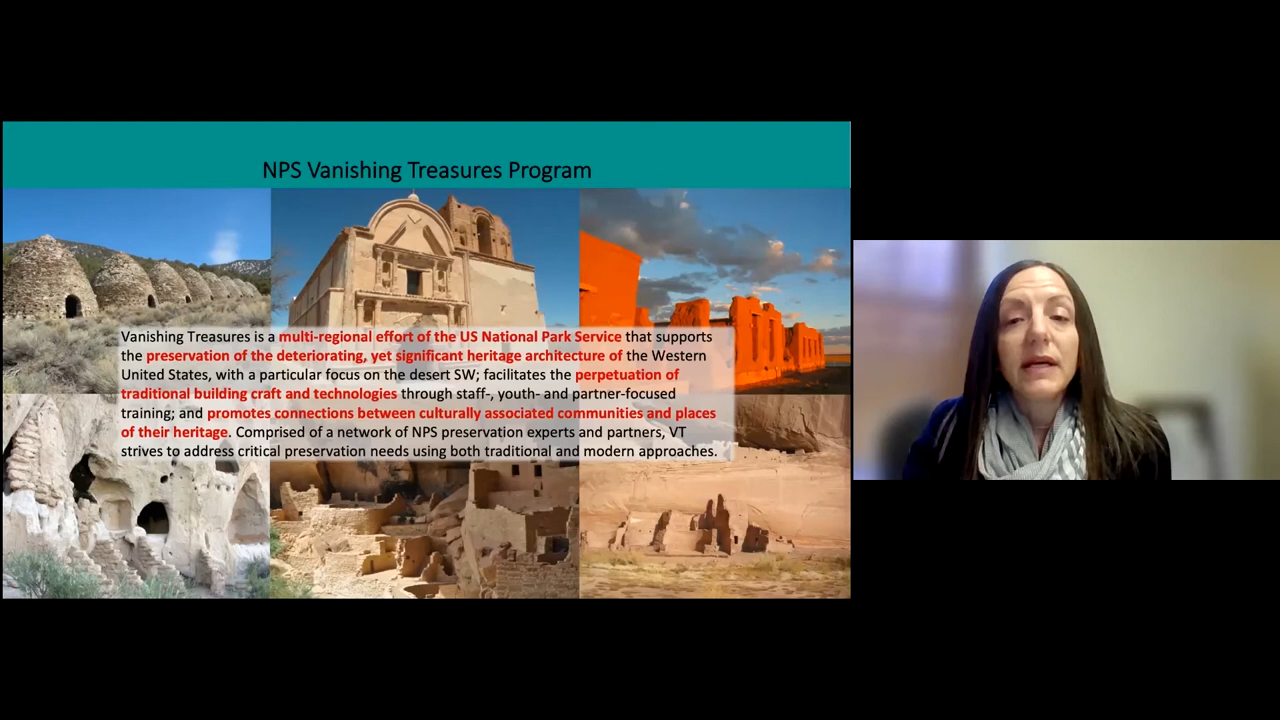 NPS Vanishing Treasures Program
Vanishing Treasures is a multi-regional effort of the US National Park Service that supports
the preservation of the deteriorating, yet significant heritage architecture of the Western
United States, with a particular focus on the desert SW; facilitates the perpetuation of
traditional building craft and technologies through staff-, youth- and partner-focused
training; and promotes connections between culturally associated communities and places
of their heritage. Comprised of a network of NPS preservation experts and partners, VT
strives to address critical preservation needs using both traditional and modern approaches.